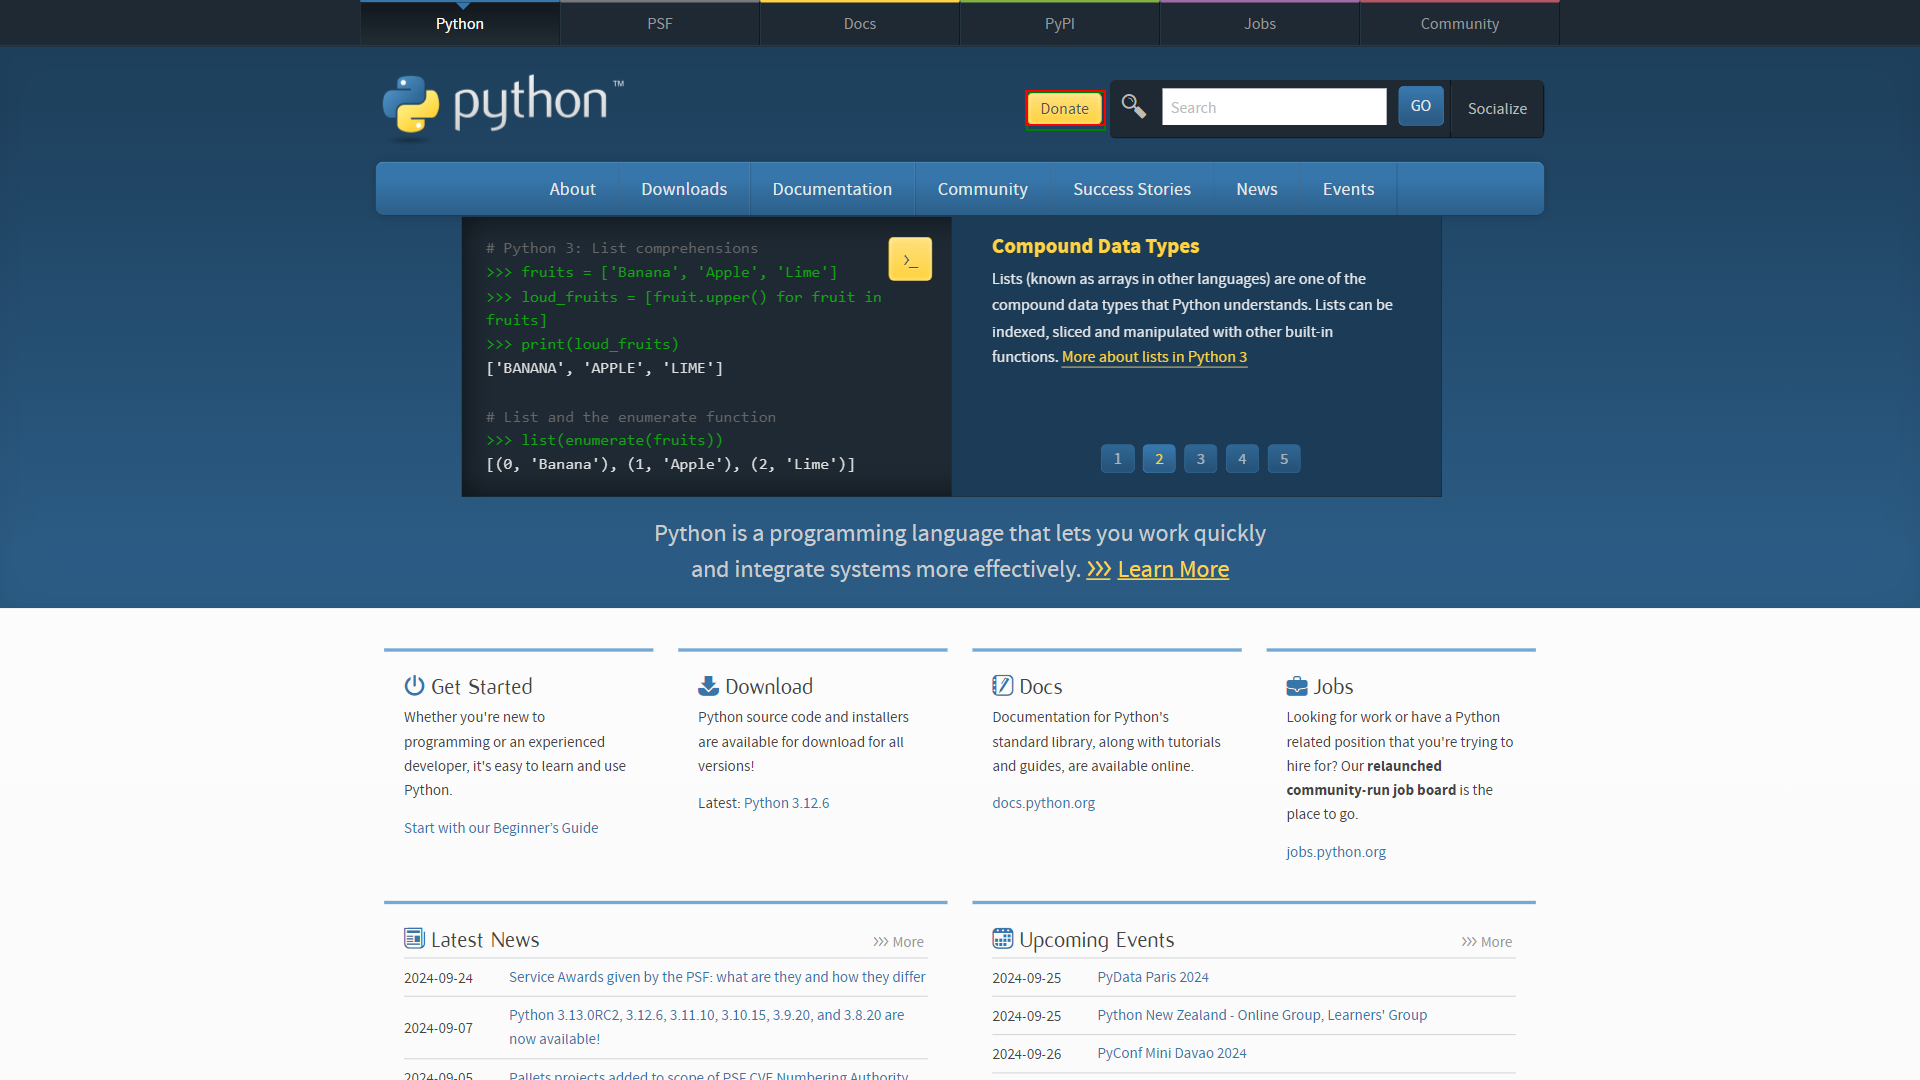 Python
PSF
Docs
PyPI
Jobs
Community
python™
Donate
Search
GO
Socialize
About
Downloads
Documentation
Community
Success Stories
News
Events
# Python 3: List comprehensions
>>> fruits = ['Banana', 'Apple', 'Lime']
>>> loud_fruits = [fruit.upper() for fruit in
fruits]
>>> print(loud_fruits)
['BANANA', 'APPLE', 'LIME']
# List and the enumerate function
>>> list(enumerate(fruits))
[(0, 'Banana'), (1, 'Apple'), (2, 'Lime')]
>_
Compound Data Types
Lists (known as arrays in other languages) are one of the
compound data types that Python understands. Lists can be
indexed, sliced and manipulated with other built-in
functions. More about lists in Python 3
1
2
3
4
5
Python is a programming language that lets you work quickly
and integrate systems more effectively. >>> Learn More
Get Started
Whether you're new to
programming or an experienced
developer, it's easy to learn and use
Python.
Start with our Beginner’s Guide
Download
Python source code and installers
are available for download for all
versions!
Latest: Python 3.12.6
Docs
Documentation for Python's
standard library, along with tutorials
and guides, are available online.
docs.python.org
Jobs
Looking for work or have a Python
related position that you're trying to
hire for? Our relaunched
community-run job board is the
place to go.
jobs.python.org
Latest News
>>> More
2024-09-24 Service Awards given by the PSF: what are they and how they differ
2024-09-07 Python 3.13.0RC2, 3.12.6, 3.11.10, 3.10.15, 3.9.20, and 3.8.20 are
now available!
2024-09-05 Pallets projects added to scope of PSF CVE Numbering Authority
Upcoming Events
>>> More
2024-09-25 PyData Paris 2024
2024-09-25 Python New Zealand - Online Group, Learners' Group
2024-09-26 PyConf Mini Davao 2024